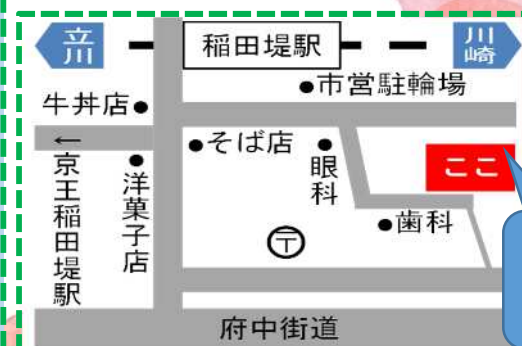 立川
稲田堤駅
川崎
●市営駐輪場
牛丼店●
●そば店
●眼科
ここ
←京王稲田堤駅
●洋菓子店
●歯科
〒
府中街道